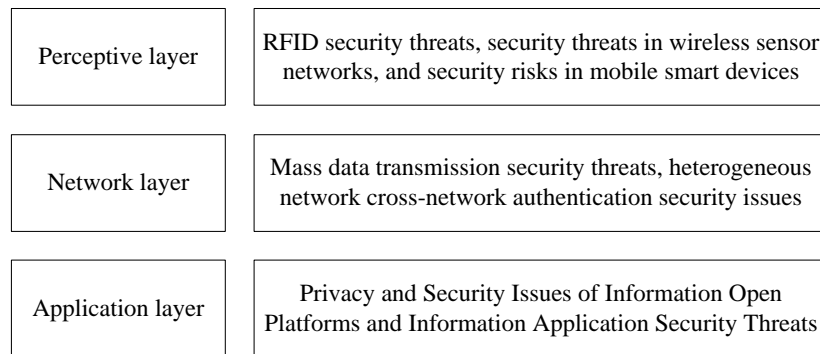 Perceptive layer
RFID security threats, security threats in wireless sensor
networks, and security risks in mobile smart devices
Network layer
Mass data transmission security threats, heterogeneous
network cross-network authentication security issues
Application layer
Privacy and Security Issues of Information Open
Platforms and Information Application Security Threats